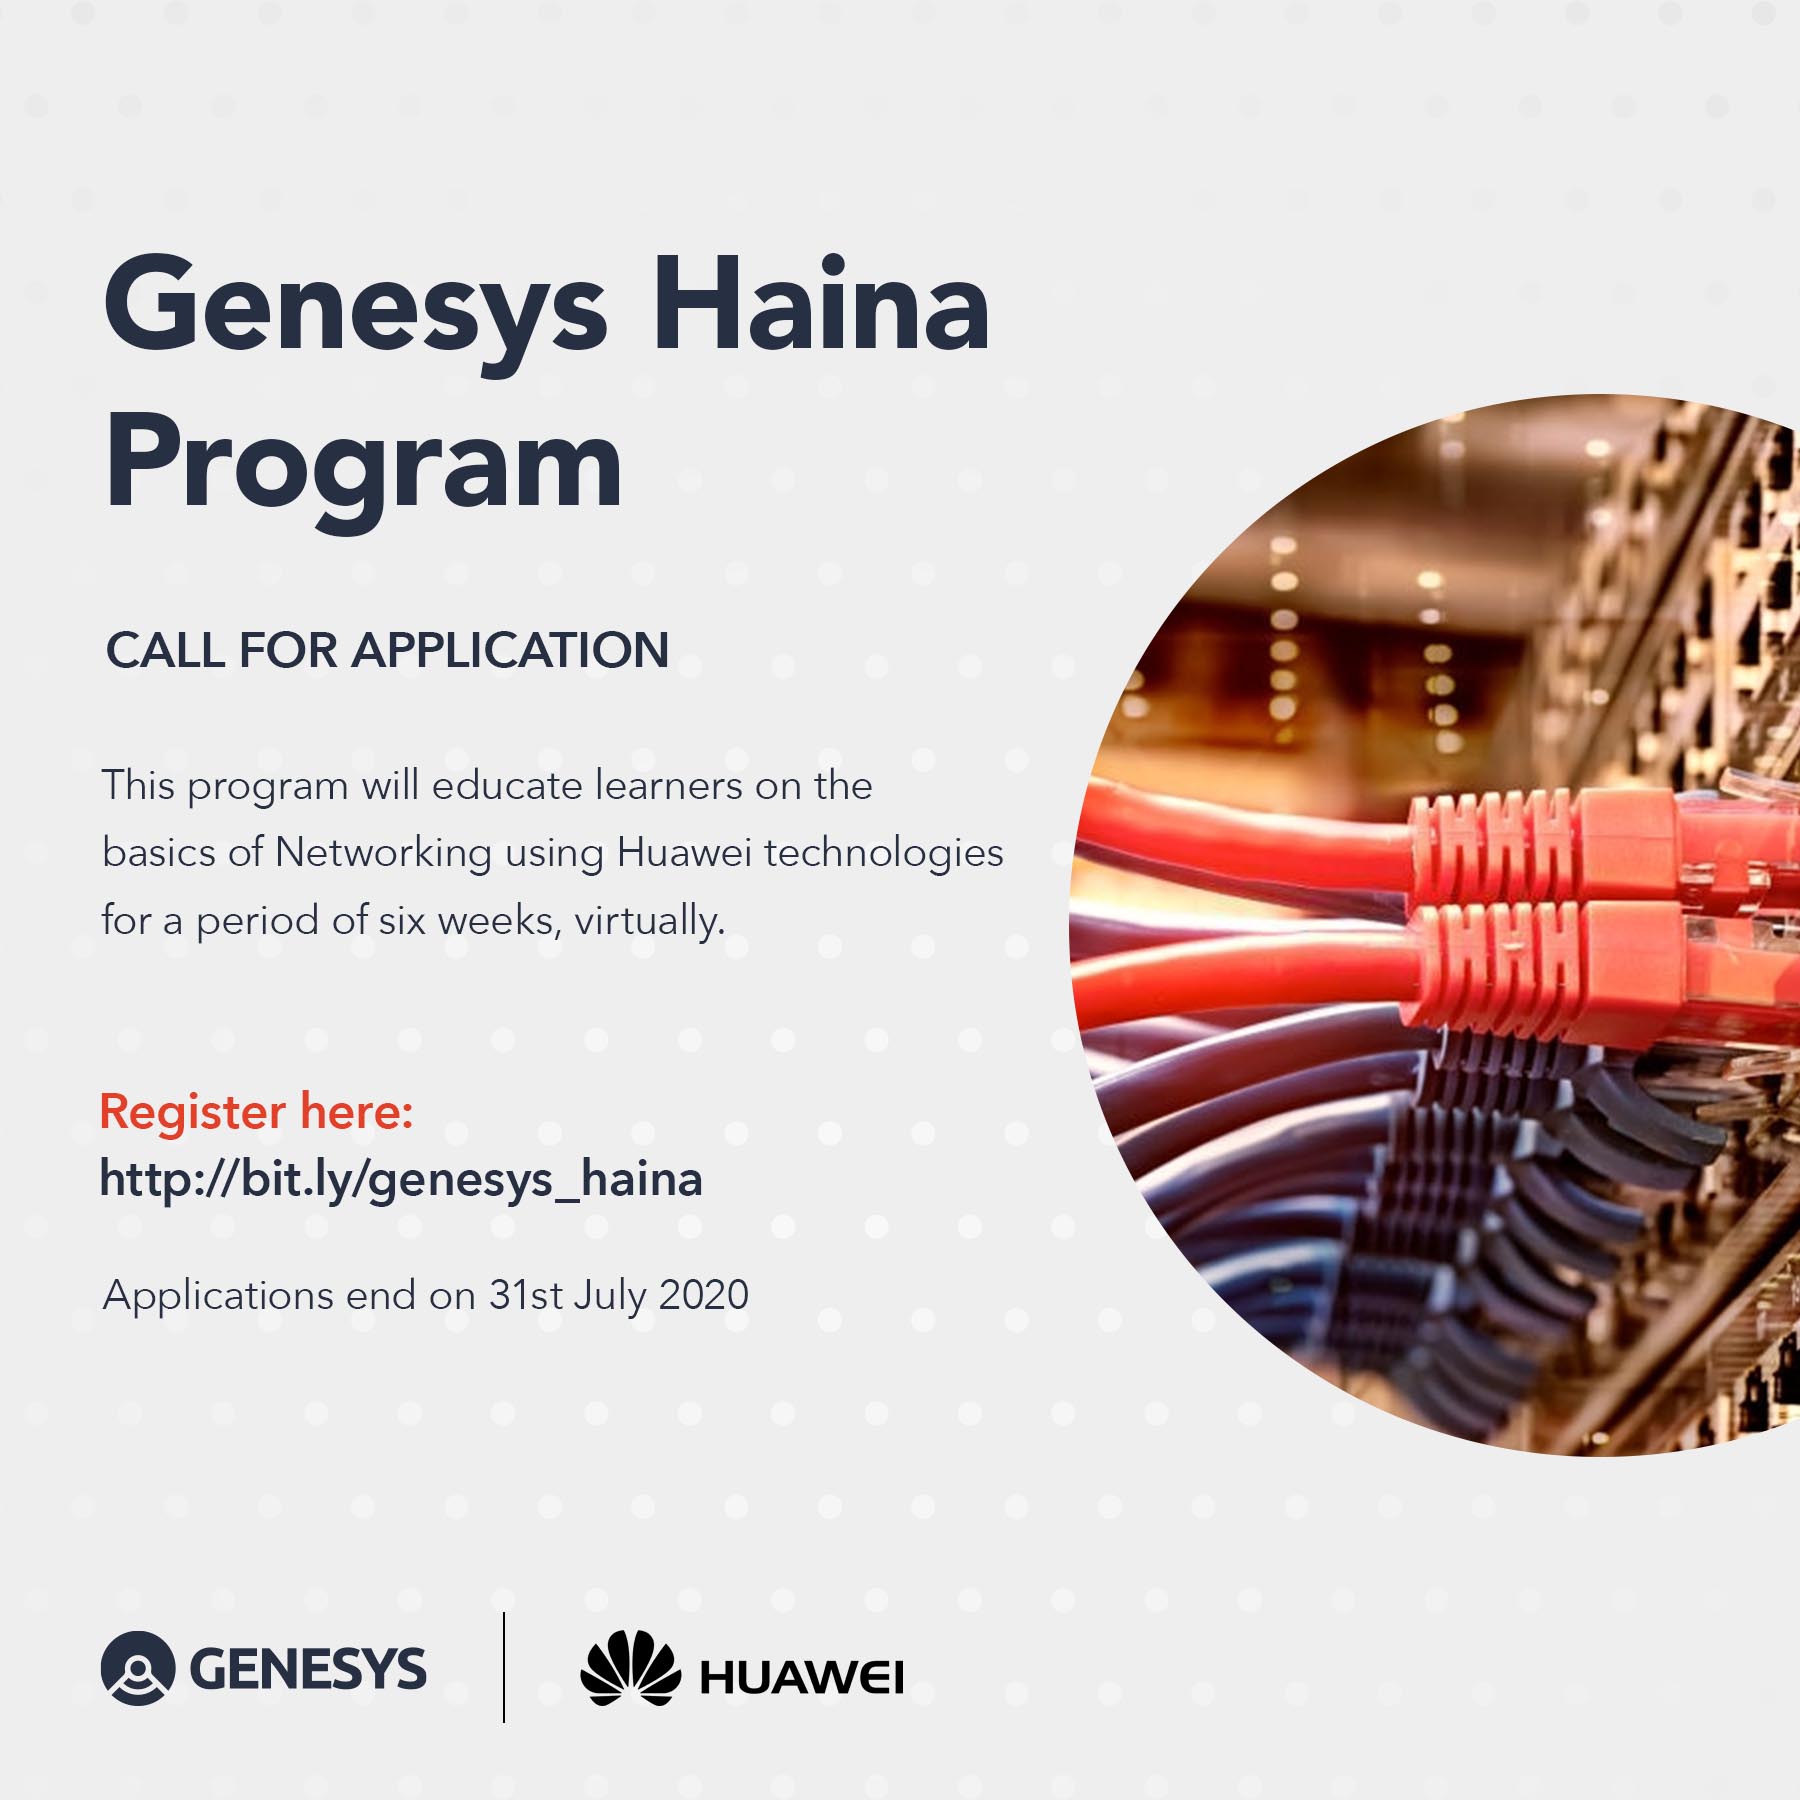 Genesys Haina
Program
CALL FOR APPLICATION
This program will educate learners on the
basics of Networking using Huawei technologies
for a period of six weeks, virtually.
Register here:
http://bit.ly/genesys_haina
Applications end on 31st July 2020
GENESYS
HUAWEI